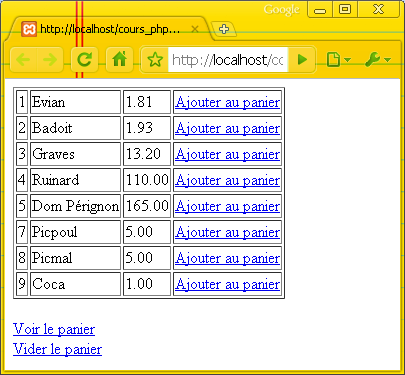 Google
http://localhost/cours_php...
http://localhost/co
1 Evian 1.81 Ajouter au panier
2 Badoit 1.93 Ajouter au panier
3 Graves 13.20 Ajouter au panier
4 Ruinard 110.00 Ajouter au panier
5 Dom Pérignon 165.00 Ajouter au panier
7 Picpoul 5.00 Ajouter au panier
8 Picmal 5.00 Ajouter au panier
9 Coca 1.00 Ajouter au panier
Voir le panier
Vider le panier